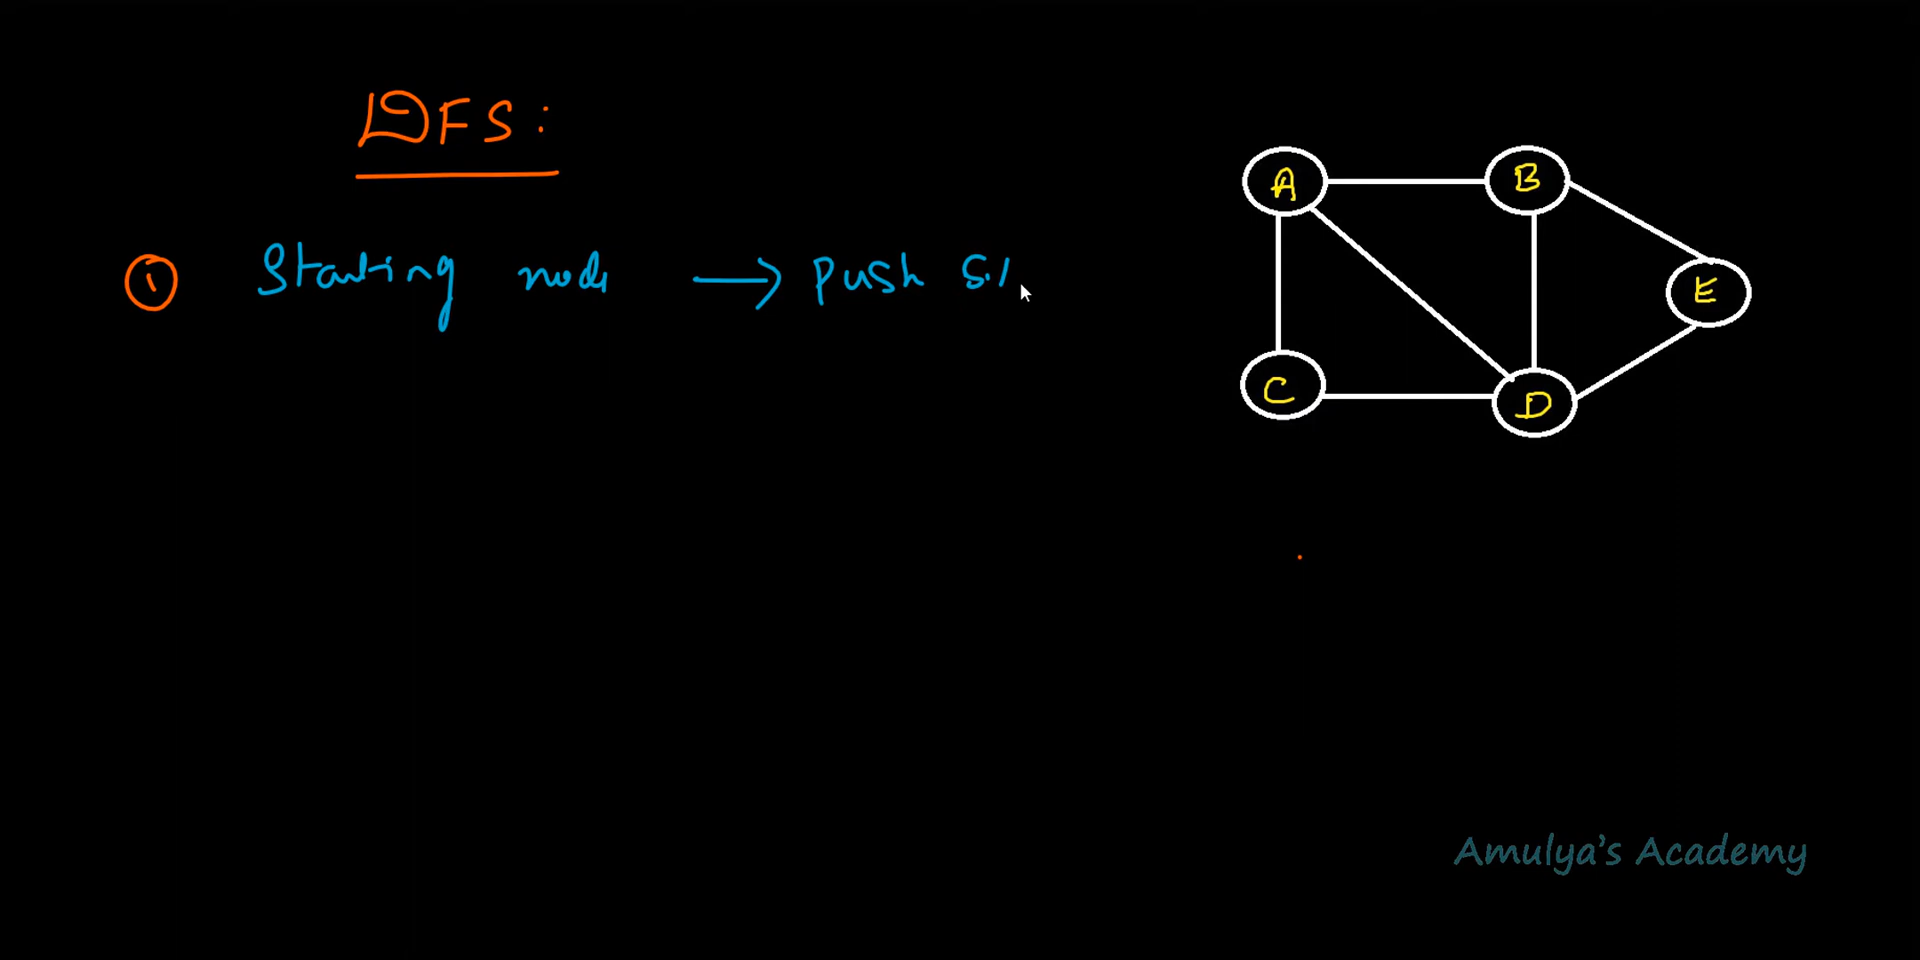 DFS:
① Starting node → Push S.
A
B
E
C
D
Amulya's Academy